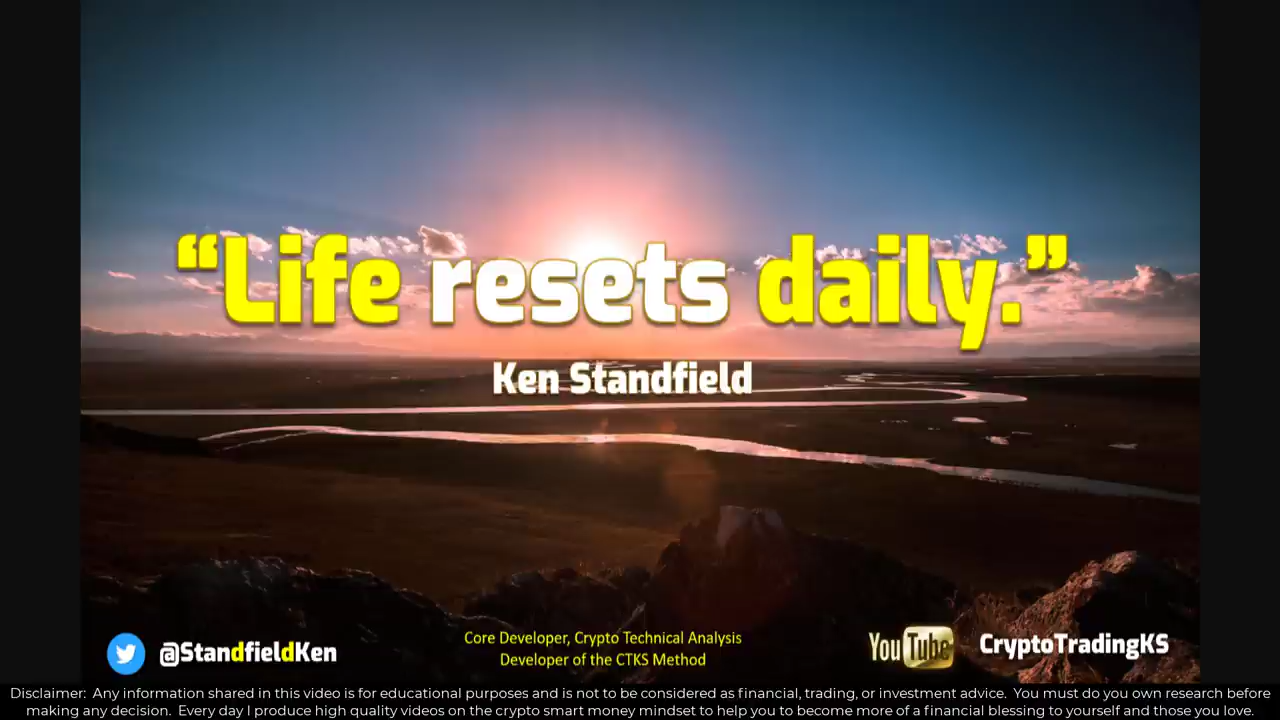 “Life resets daily.”
Ken Standfield
@StandfieldKen
Core Developer, Crypto Technical Analysis
Developer of the CTKS Method
YouTube
CryptoTradingKS
Disclaimer: Any information shared in this video is for educational purposes and is not to be considered as financial, trading, or investment advice. You must do you own research before
making any decision. Every day I produce high quality videos on the crypto smart money mindset to help you to become more of a financial blessing to yourself and those you love.